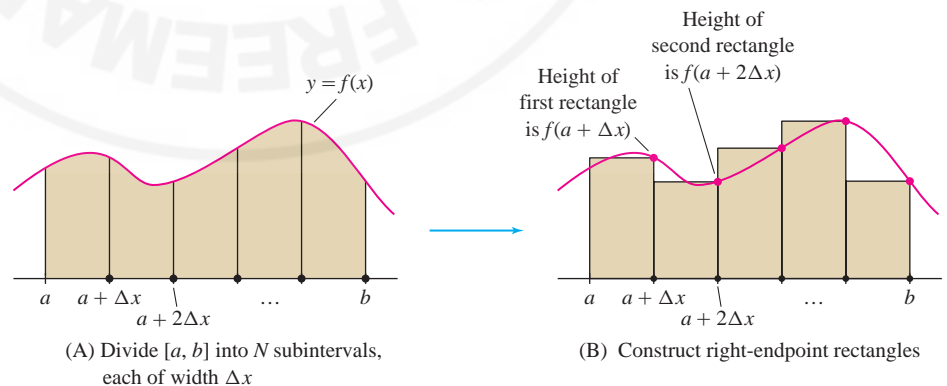 FREEMA
y = f(x)
a
a + Δx
a + 2Δx
...
b
(A) Divide [a, b] into N subintervals,
each of width Δx
Height of
first rectangle
is f(a + Δx)
Height of
second rectangle
is f(a + 2Δx)
a
a + Δx
a + 2Δx
...
b
(B) Construct right-endpoint rectangles